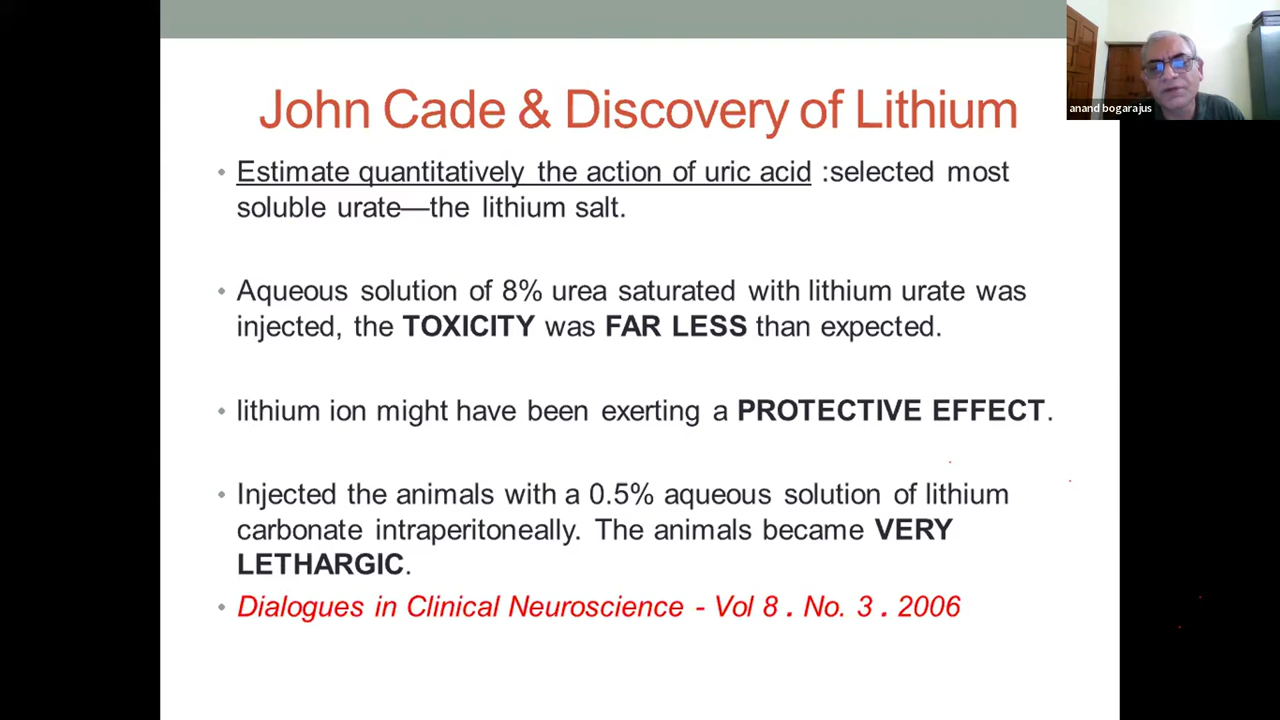 John Cade & Discovery of Lithium
anand bogarajus
• Estimate quantitatively the action of uric acid :selected most
soluble urate—the lithium salt.
• Aqueous solution of 8% urea saturated with lithium urate was
injected, the TOXICITY was FAR LESS than expected.
• lithium ion might have been exerting a PROTECTIVE EFFECT.
• Injected the animals with a 0.5% aqueous solution of lithium
carbonate intraperitoneally. The animals became VERY
LETHARGIC.
• Dialogues in Clinical Neuroscience - Vol 8 . No. 3 . 2006